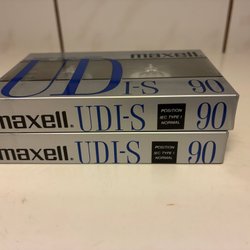 maxell
UDI-S 90
maxell. UDI-S POSITION IEC TYPE I NORMAL 90
maxell. UDI-S POSITION IEC TYPE I NORMAL 90